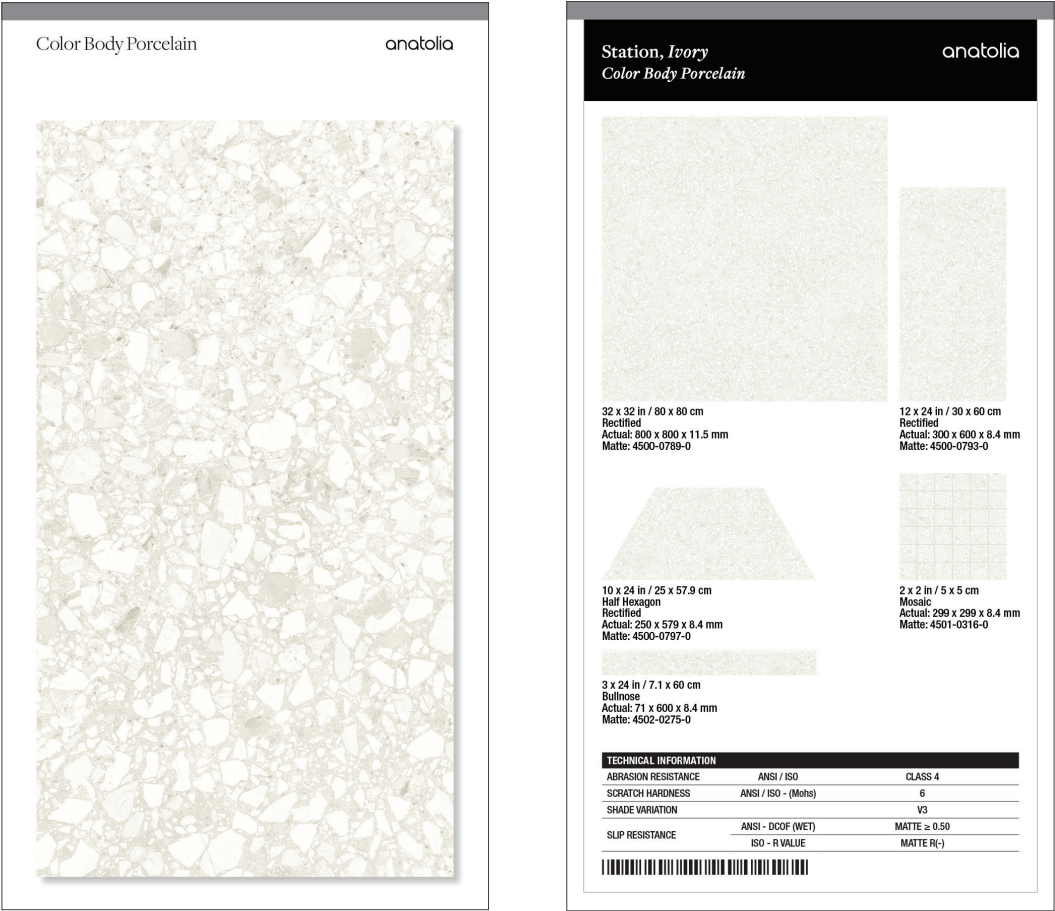 Color Body Porcelain
anatolia
Station, Ivory
anatolia
Color Body Porcelain
32 x 32 in / 80 x 80 cm
Rectified
Actual: 800 x 800 x 11.5 mm
Matte: 4500-0789-0
12 x 24 in / 30 x 60 cm
Rectified
Actual: 300 x 600 x 8.4 mm
Matte: 4500-0793-0
10 x 24 in / 25 x 57.9 cm
Half Hexagon
Rectified
Actual: 250 x 579 x 8.4 mm
Matte: 4500-0797-0
2 x 2 in / 5 x 5 cm
Mosaic
Actual: 299 x 299 x 8.4 mm
Matte: 4501-0316-0
3 x 24 in / 7.1 x 60 cm
Bullnose
Actual: 71 x 600 x 8.4 mm
Matte: 4502-0275-0
TECHNICAL INFORMATION
ABRASION RESISTANCE ANSI / ISO CLASS 4
SCRATCH HARDNESS ANSI / ISO - (Mohs) 6
SHADE VARIATION V3
SLIP RESISTANCE ANSI - DCOF (WET) MATTE ≥ 0.50
ISO - R VALUE MATTE R(-)